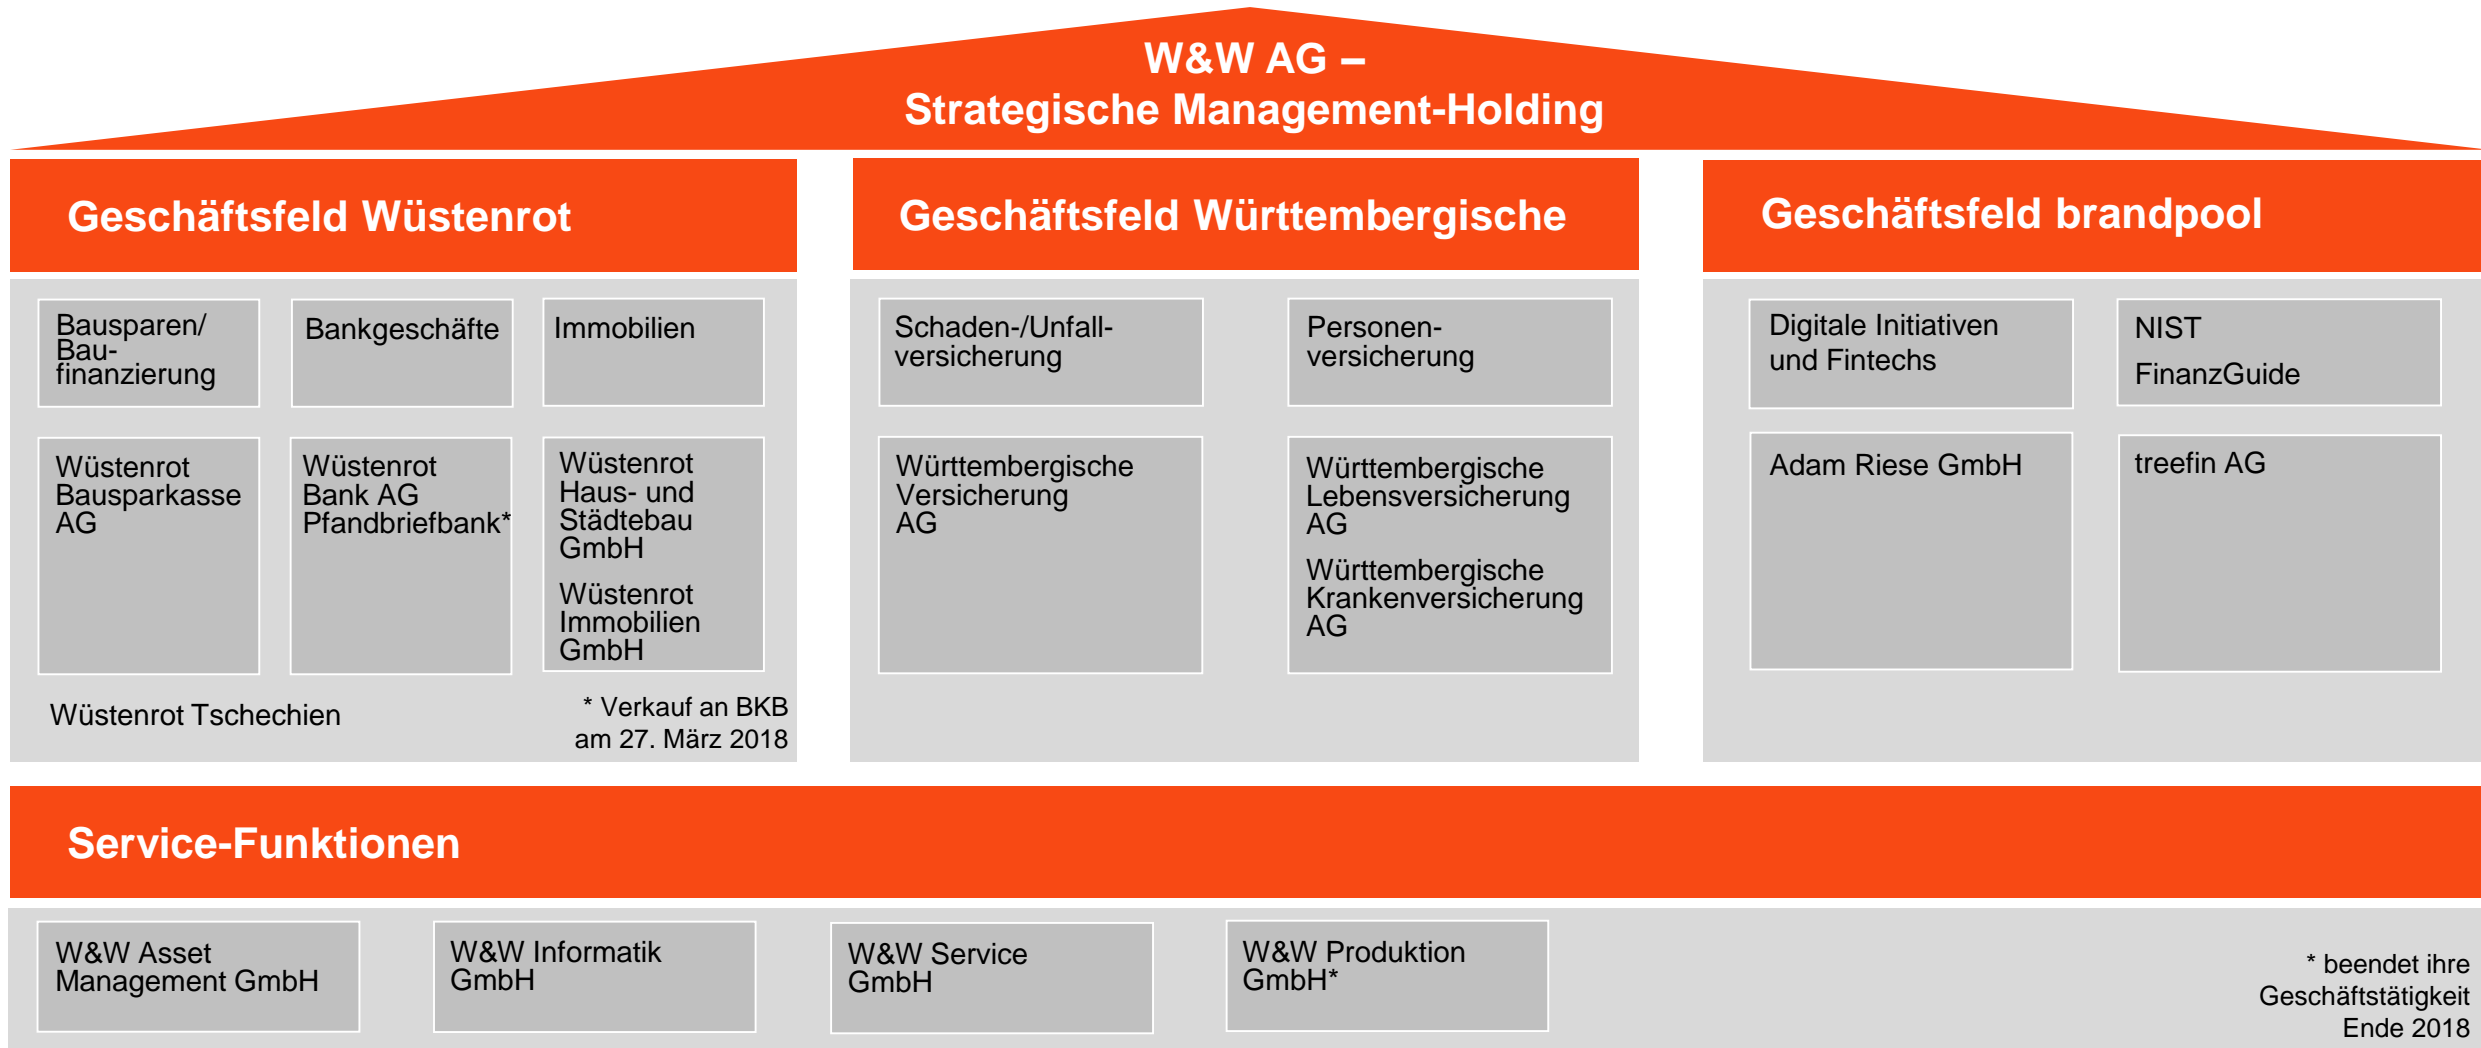 W&W AG –
Strategische Management-Holding
Geschäftsfeld Wüstenrot
Bausparen/
Bau-
finanzierung
Bankgeschäfte
Immobilien
Wüstenrot
Bausparkasse
AG
Wüstenrot
Bank AG
Pfandbriefbank*
Wüstenrot
Haus- und
Städtebau
GmbH
Wüstenrot
Immobilien
GmbH
Wüstenrot Tschechien
* Verkauf an BKB
am 27. März 2018
Geschäftsfeld Württembergische
Schaden-/Unfall-
versicherung
Personen-
versicherung
Württembergische
Versicherung
AG
Württembergische
Lebensversicherung
AG
Württembergische
Krankenversicherung
AG
Geschäftsfeld brandpool
Digitale Initiativen
und Fintechs
NIST
FinanzGuide
Adam Riese GmbH
treefin AG
Service-Funktionen
W&W Asset
Management GmbH
W&W Informatik
GmbH
W&W Service
GmbH
W&W Produktion
GmbH*
* beendet ihre
Geschäftstätigkeit
Ende 2018